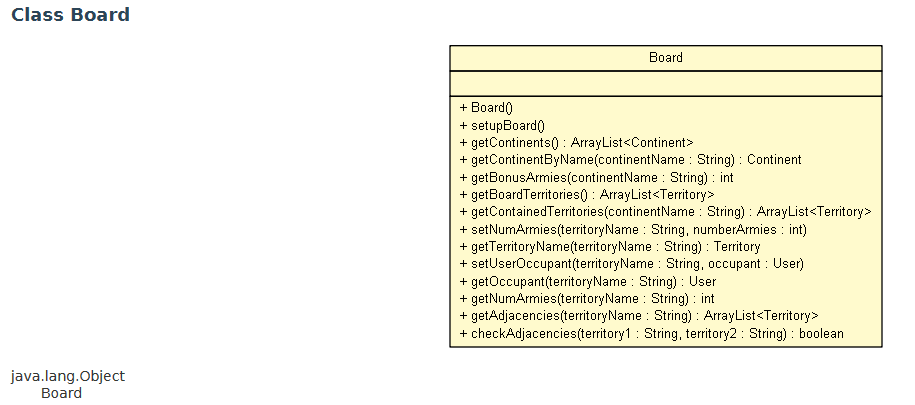 Class Board
Board
+ Board()
+ setupBoard()
+ getContinents() : ArrayList<Continent>
+ getContinentByName(continentName : String) : Continent
+ getBonusArmies(continentName : String) : int
+ getBoardTerritories() : ArrayList<Territory>
+ getContainedTerritories(continentName : String) : ArrayList<Territory>
+ setNumArmies(territoryName : String, numberArmies : int)
+ getTerritoryName(territoryName : String) : Territory
+ setUserOccupant(territoryName : String, occupant : User)
+ getOccupant(territoryName : String) : User
+ getNumArmies(territoryName : String) : int
+ getAdjacencies(territoryName : String) : ArrayList<Territory>
+ checkAdjacencies(territory1 : String, territory2 : String) : boolean
java.lang.Object
Board